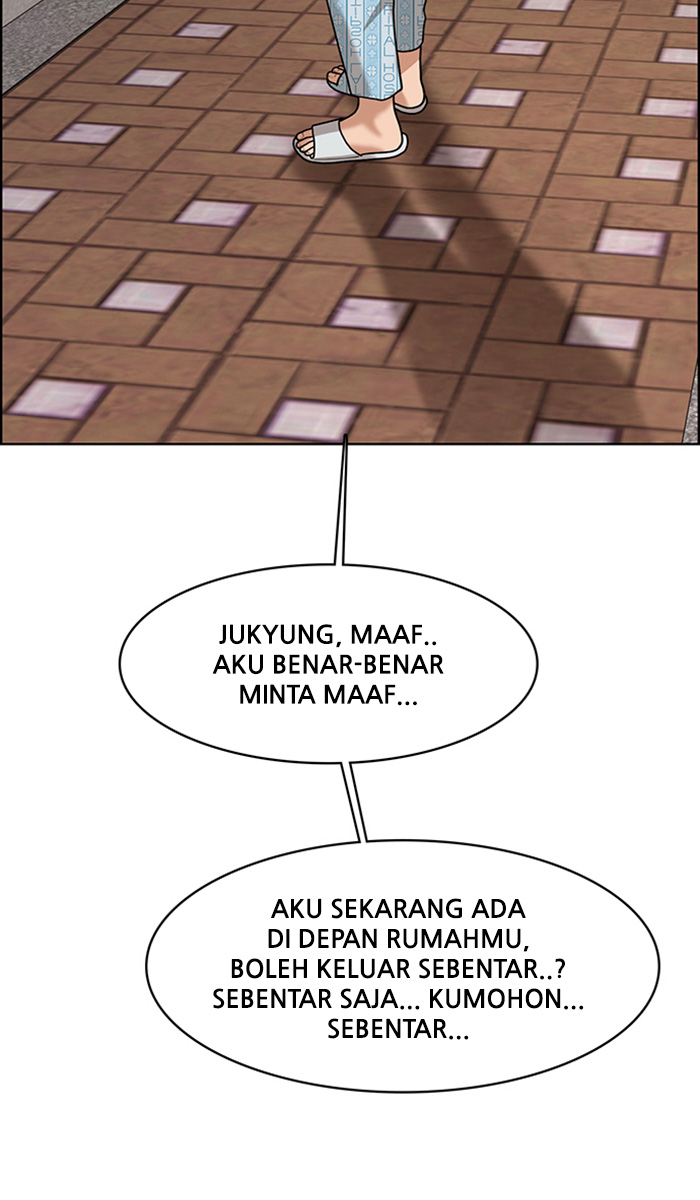 JUKYUNG, MAAF..
AKU BENAR-BENAR
MINTA MAAF...
AKU SEKARANG ADA
DI DEPAN RUMAHMU,
BOLEH KELUAR SEBENTAR..?
SEBENTAR SAJA... KUMOHON...
SEBENTAR...